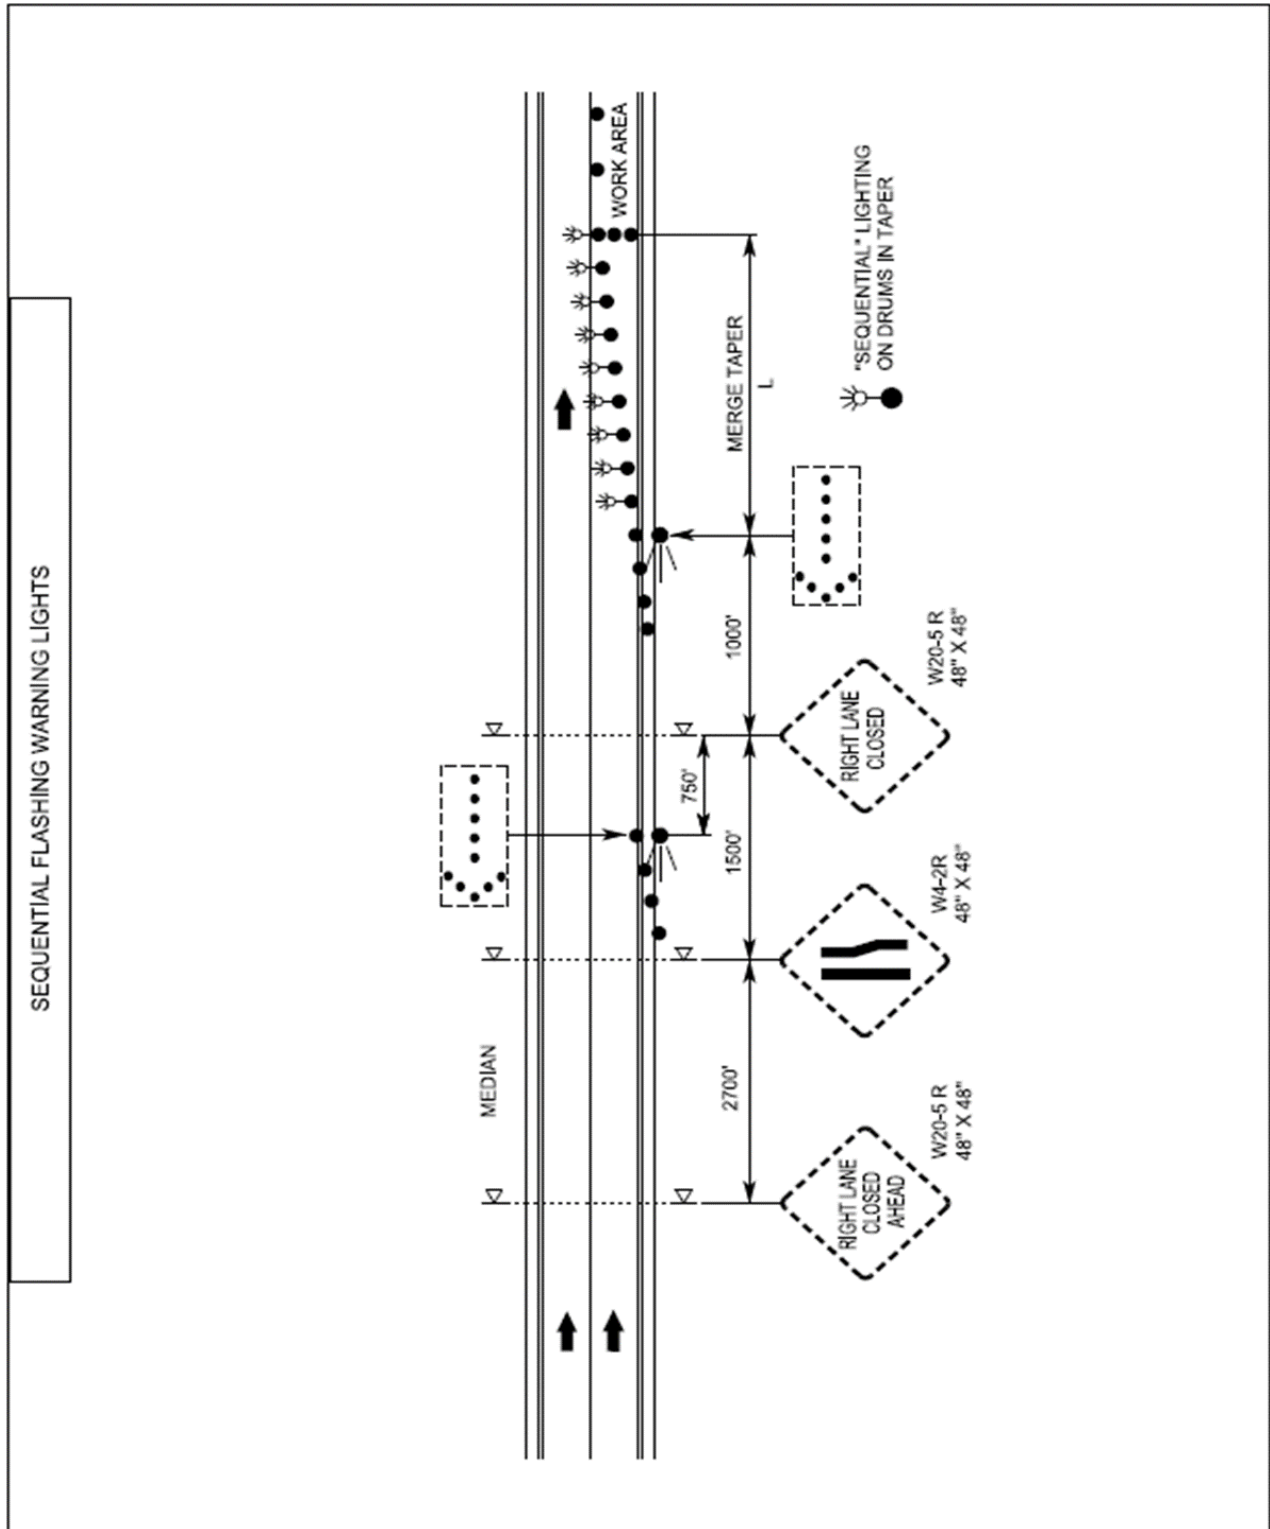 SEQUENTIAL FLASHING WARNING LIGHTS
WORK AREA
"SEQUENTIAL" LIGHTING
ON DRUMS IN TAPER
MERGE TAPER
L
1000'
W20-5 R
48" X 48"
RIGHT LANE
CLOSED
750'
1500'
W4-2R
48" X 48"
MEDIAN
2700'
W20-5 R
48" X 48"
RIGHT LANE
CLOSED
AHEAD